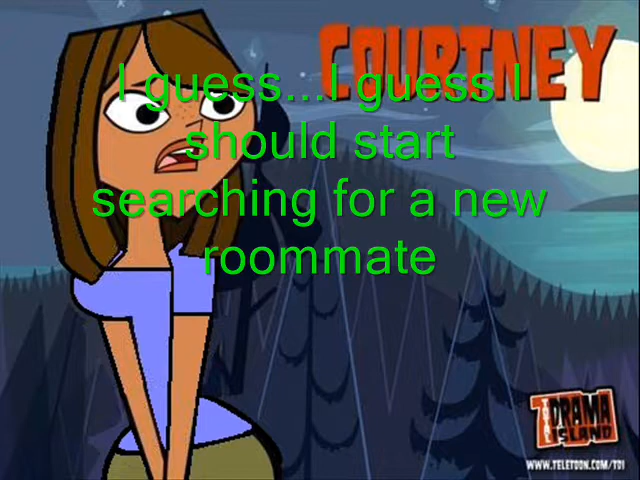 COURTNEY
I guess...I guess I
should start
searching for a new
roommate
TOTAL
DRAMA
ISLAND
WWW.TELETOON.COM/TDI